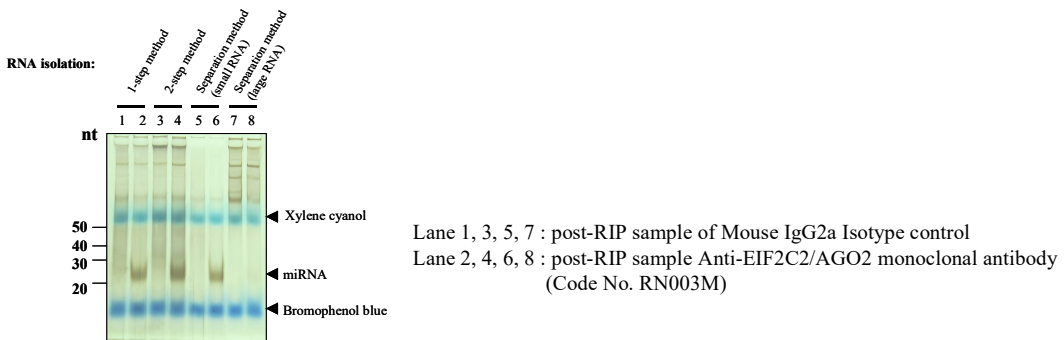 RNA isolation:
1-step method
2-step method
Separation method
(small RNA)
Separation method
(large RNA)
1 2 3 4 5 6 7 8
nt
Xylene cyanol
50
40
30
miRNA
20
Bromophenol blue
Lane 1, 3, 5, 7 : post-RIP sample of Mouse IgG2a Isotype control
Lane 2, 4, 6, 8 : post-RIP sample Anti-EIF2C2/AGO2 monoclonal antibody
(Code No. RN003M)